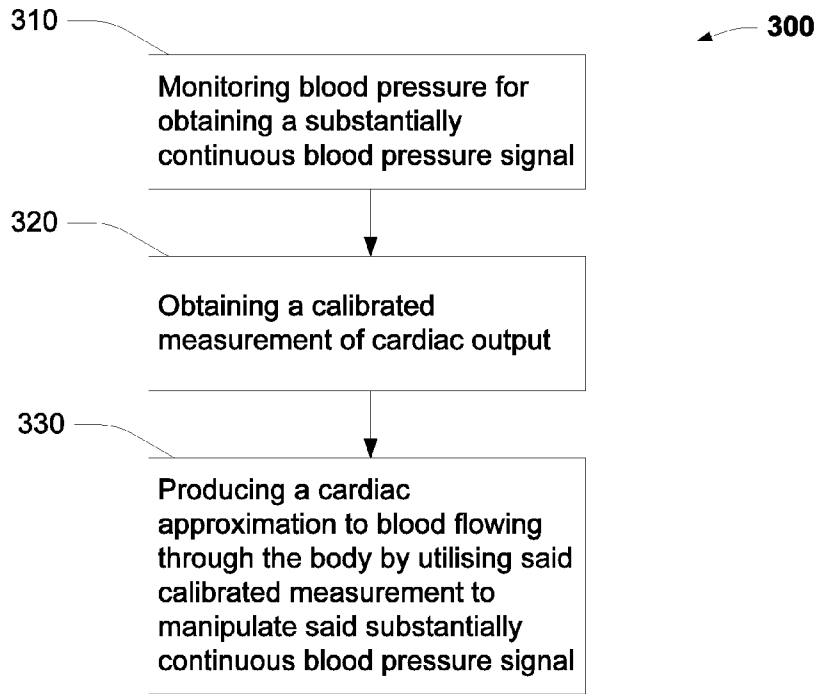 310
300
Monitoring blood pressure for
obtaining a substantially
continuous blood pressure signal
320
Obtaining a calibrated
measurement of cardiac output
330
Producing a cardiac
approximation to blood flowing
through the body by utilising said
calibrated measurement to
manipulate said substantially
continuous blood pressure signal